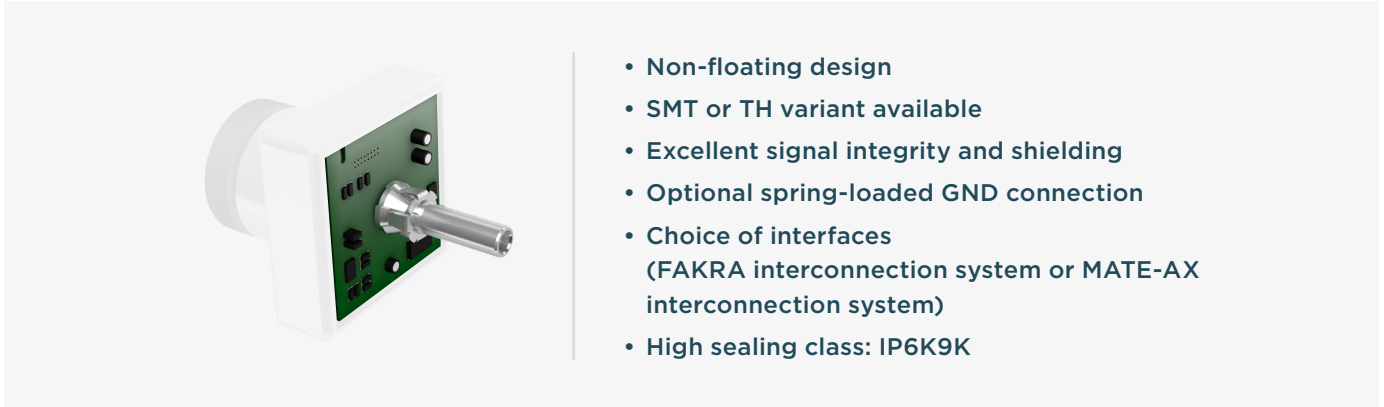 • Non-floating design
• SMT or TH variant available
• Excellent signal integrity and shielding
• Optional spring-loaded GND connection
• Choice of interfaces
(FAKRA interconnection system or MATE-AX
interconnection system)
• High sealing class: IP6K9K